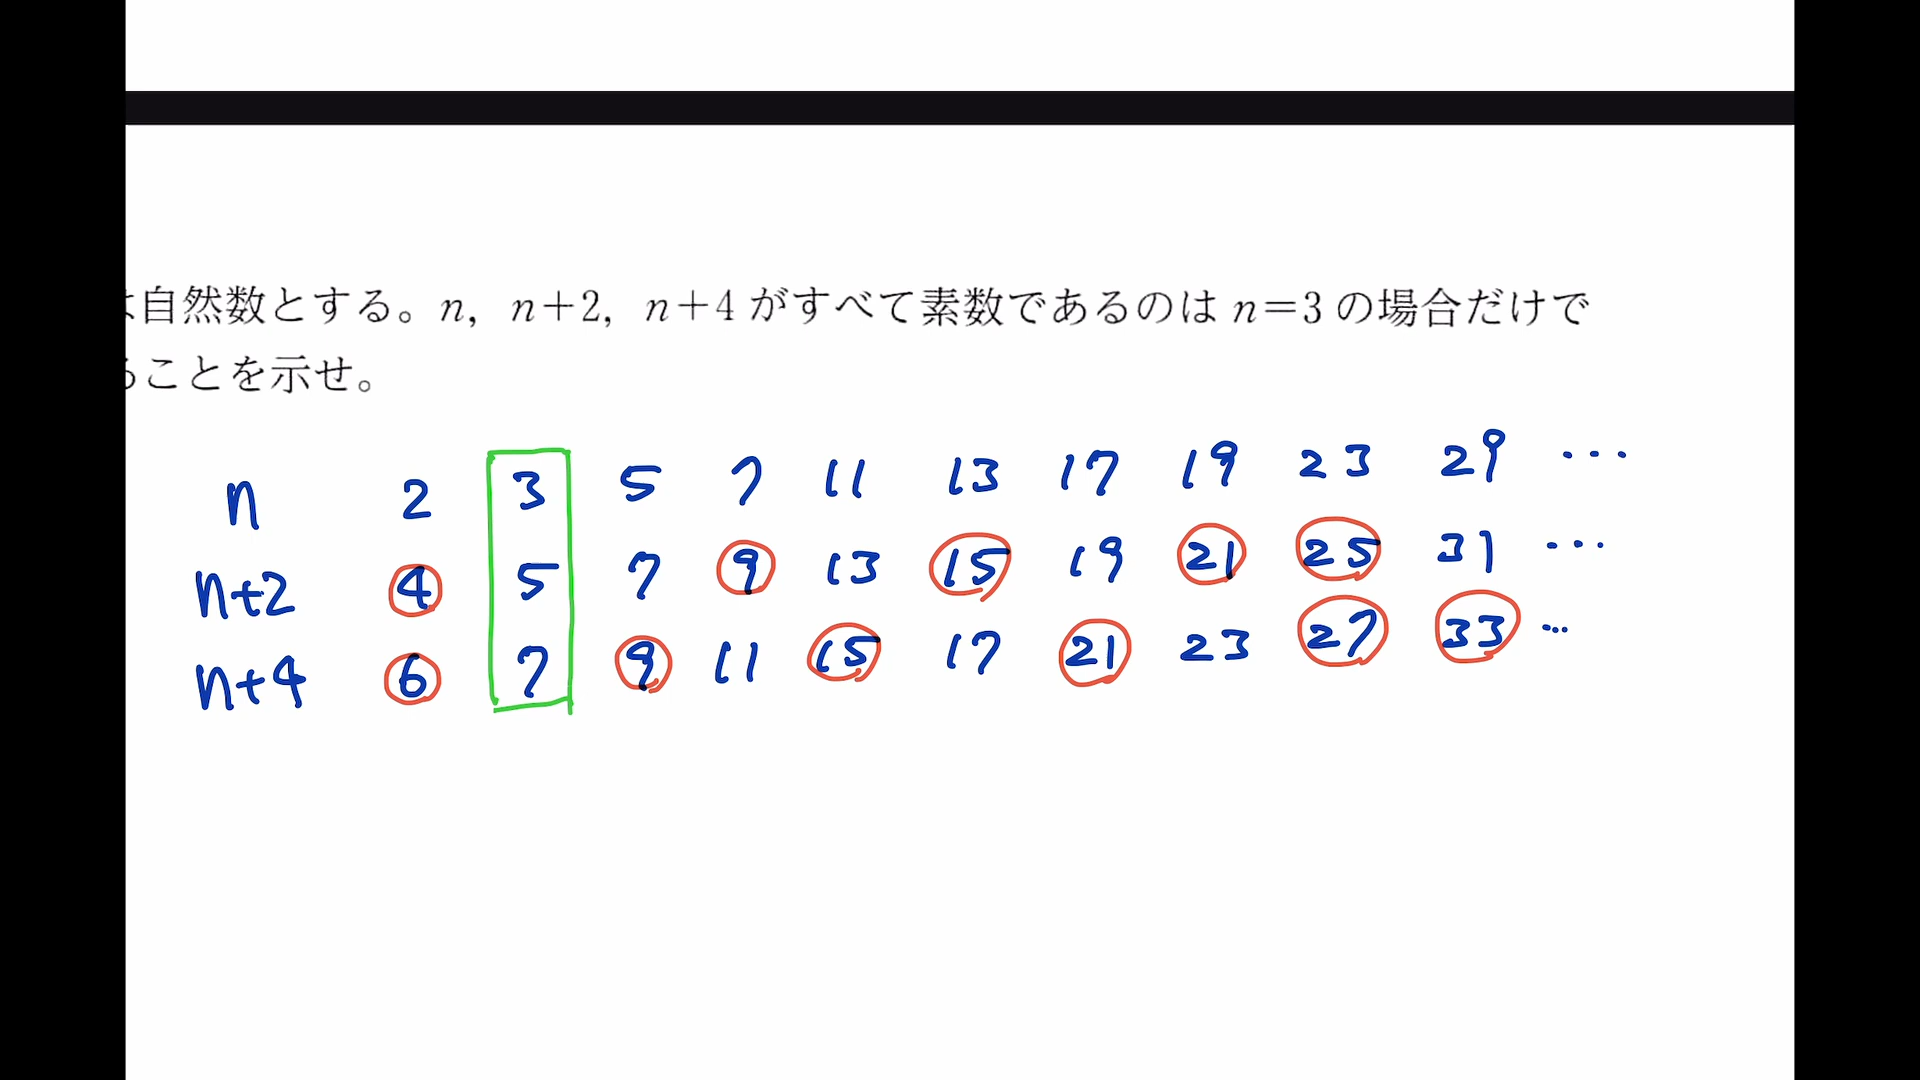 自然数とする。n, n+2, n+4 がすべて素数であるのは n=3 の場合だけで
ことを示せ。
n 2 3 5 7 11 13 17 19 23 29 ...
n+2 4 5 7 9 13 15 19 21 25 31 ...
n+4 6 7 9 11 15 17 21 23 27 33 ...